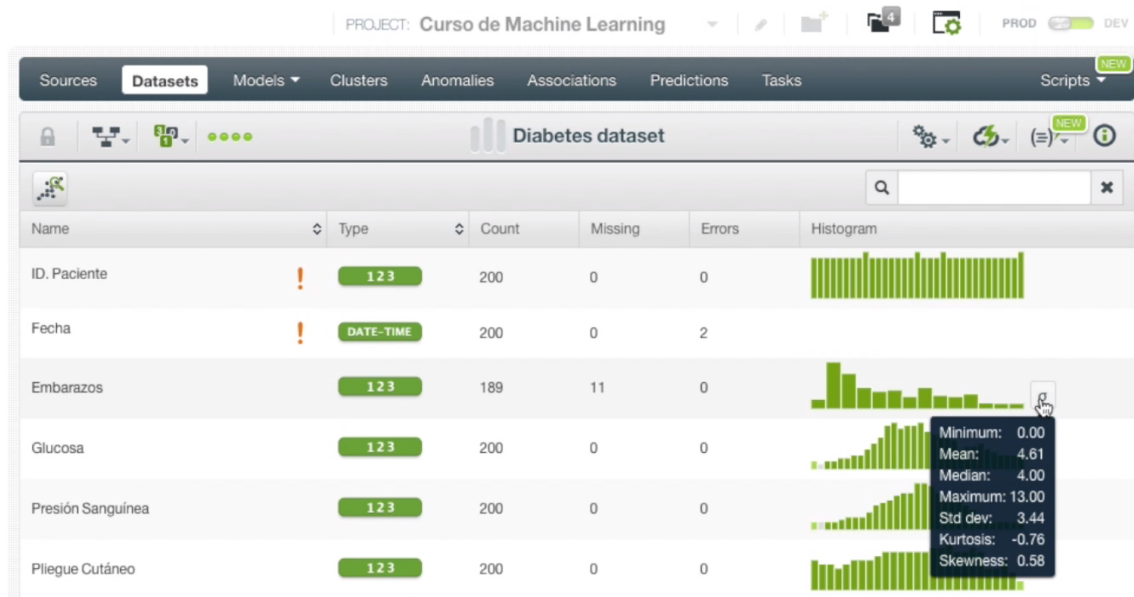 PROJECT: Curso de Machine Learning 4 PROD DEV
Sources Datasets Models Clusters Anomalies Associations Predictions Tasks Scripts NEW
Diabetes dataset NEW
Name Type Count Missing Errors Histogram
ID. Paciente ! 123 200 0 0
Fecha ! DATE-TIME 200 0 2
Embarazos 123 189 11 0 σ
Glucosa 123 200 0 0
Minimum: 0.00
Mean: 4.61
Median: 4.00
Presión Sanguínea 123 200 0 0
Maximum: 13.00
Std dev: 3.44
Kurtosis: -0.76
Skewness: 0.58
Pliegue Cutáneo 123 200 0 0